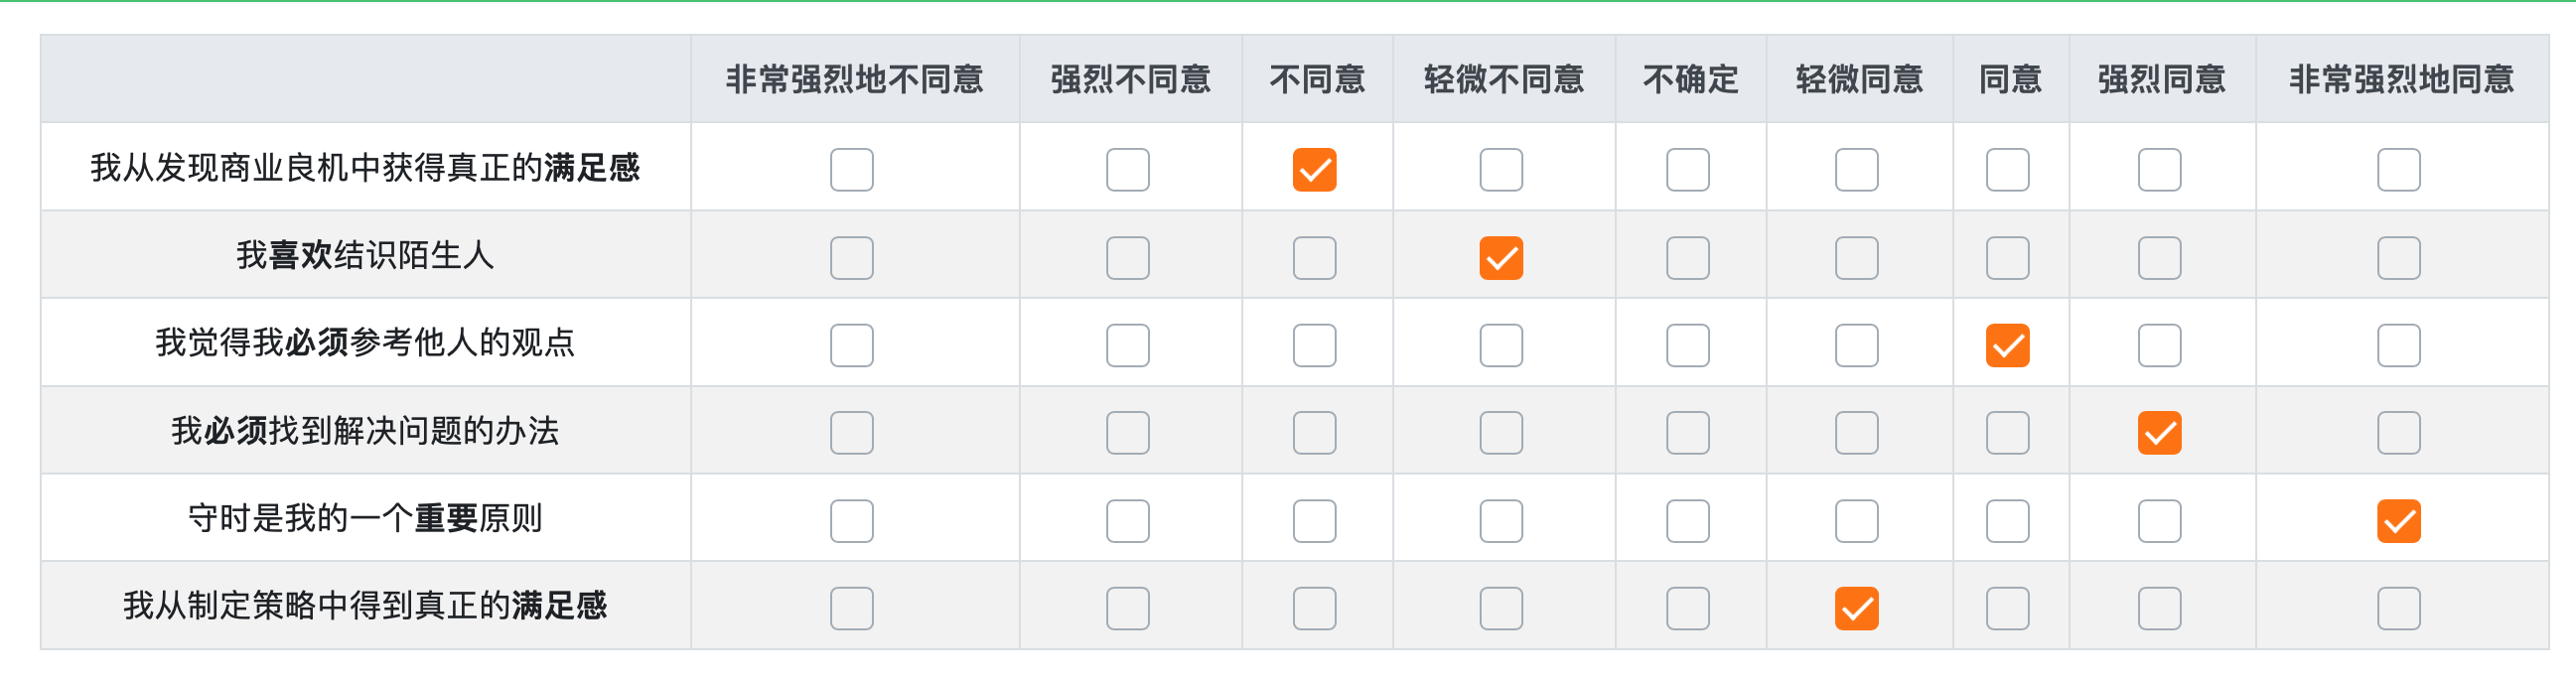 非常强烈地不同意 强烈不同意 不同意 轻微不同意 不确定 轻微同意 同意 强烈同意 非常强烈地同意
我从发现商业良机中获得真正的满足感
我喜欢结识陌生人
我觉得我必须参考他人的观点
我必须找到解决问题的办法
守时是我的一个重要原则
我从制定策略中得到真正的满足感